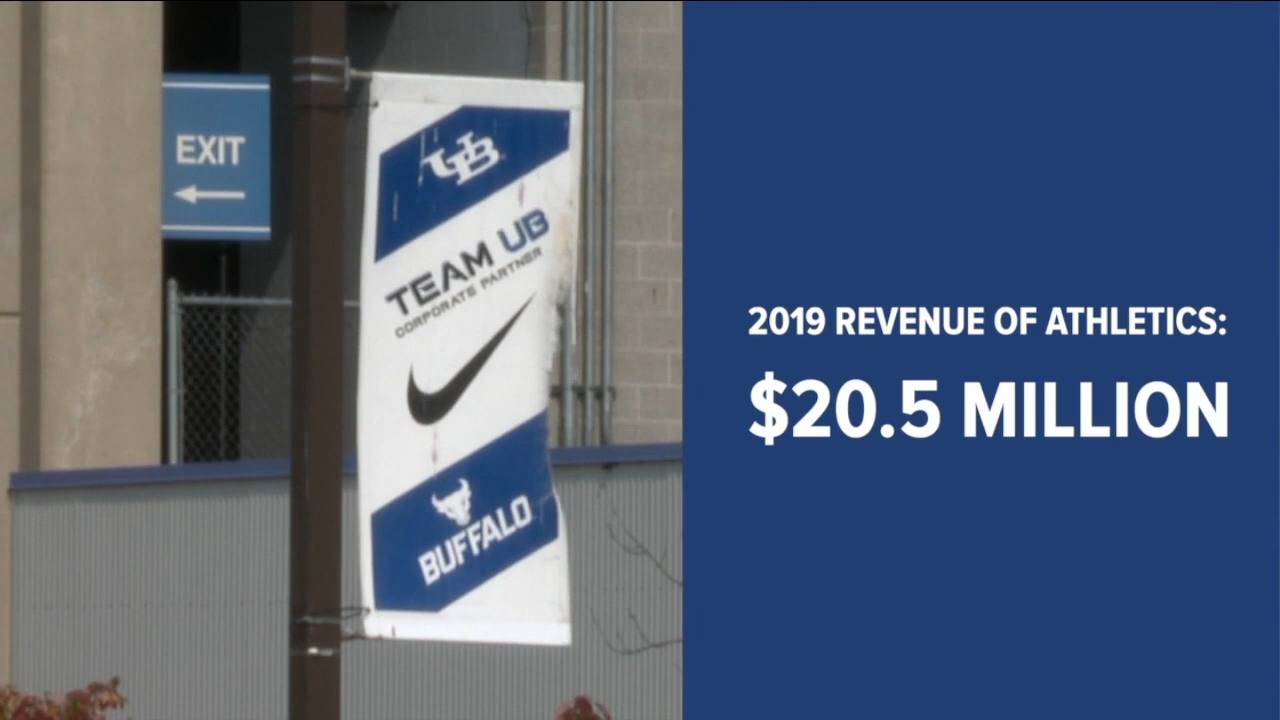 EXIT
UB
TEAM UB
CORPORATE PARTNER
BUFFALO
2019 REVENUE OF ATHLETICS:
$20.5 MILLION